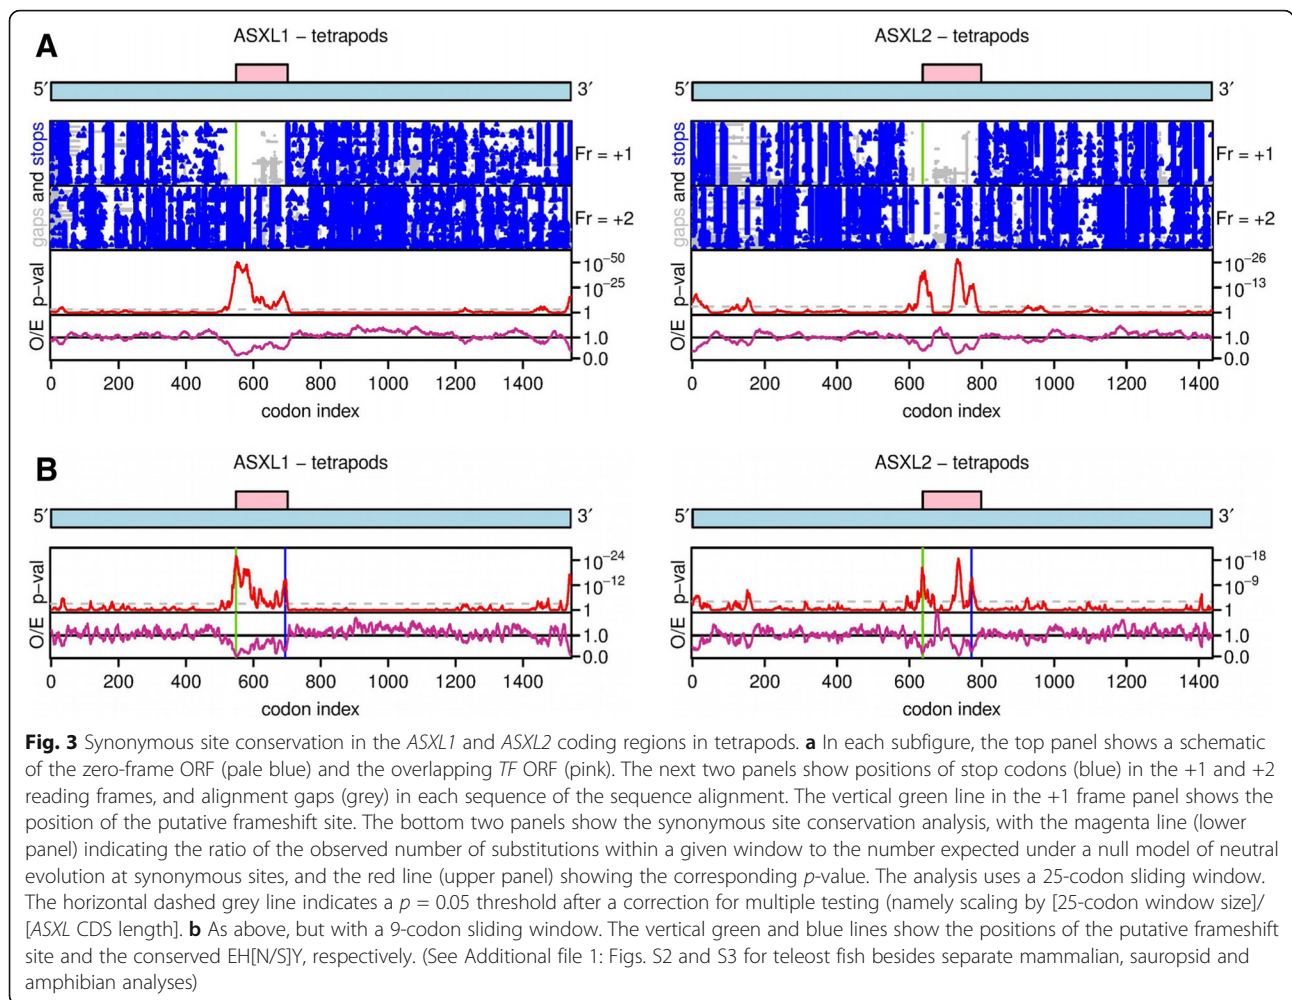 A
ASXL1 – tetrapods
5′
3′
gaps and stops
Fr = +1
Fr = +2
p-val
10−50
10−25
1
O/E
1.0
0.0
0 200 400 600 800 1000 1200 1400
codon index
ASXL2 – tetrapods
5′
3′
Fr = +1
Fr = +2
gaps and stops
p-val
10−26
10−13
1
O/E
1.0
0.0
0 200 400 600 800 1000 1200 1400
codon index
B
ASXL1 – tetrapods
5′
3′
p-val
10−24
10−12
1
O/E
1.0
0.0
0 200 400 600 800 1000 1200 1400
codon index
ASXL2 – tetrapods
5′
3′
p-val
10−18
10−9
1
O/E
1.0
0.0
0 200 400 600 800 1000 1200 1400
codon index
Fig. 3 Synonymous site conservation in the ASXL1 and ASXL2 coding regions in tetrapods. a In each subfigure, the top panel shows a schematic
of the zero-frame ORF (pale blue) and the overlapping TF ORF (pink). The next two panels show positions of stop codons (blue) in the +1 and +2
reading frames, and alignment gaps (grey) in each sequence of the sequence alignment. The vertical green line in the +1 frame panel shows the
position of the putative frameshift site. The bottom two panels show the synonymous site conservation analysis, with the magenta line (lower
panel) indicating the ratio of the observed number of substitutions within a given window to the number expected under a null model of neutral
evolution at synonymous sites, and the red line (upper panel) showing the corresponding p-value. The analysis uses a 25-codon sliding window.
The horizontal dashed grey line indicates a p = 0.05 threshold after a correction for multiple testing (namely scaling by [25-codon window size]/
[ASXL CDS length]. b As above, but with a 9-codon sliding window. The vertical green and blue lines show the positions of the putative frameshift
site and the conserved EH[N/S]Y, respectively. (See Additional file 1: Figs. S2 and S3 for teleost fish besides separate mammalian, sauropsid and
amphibian analyses)